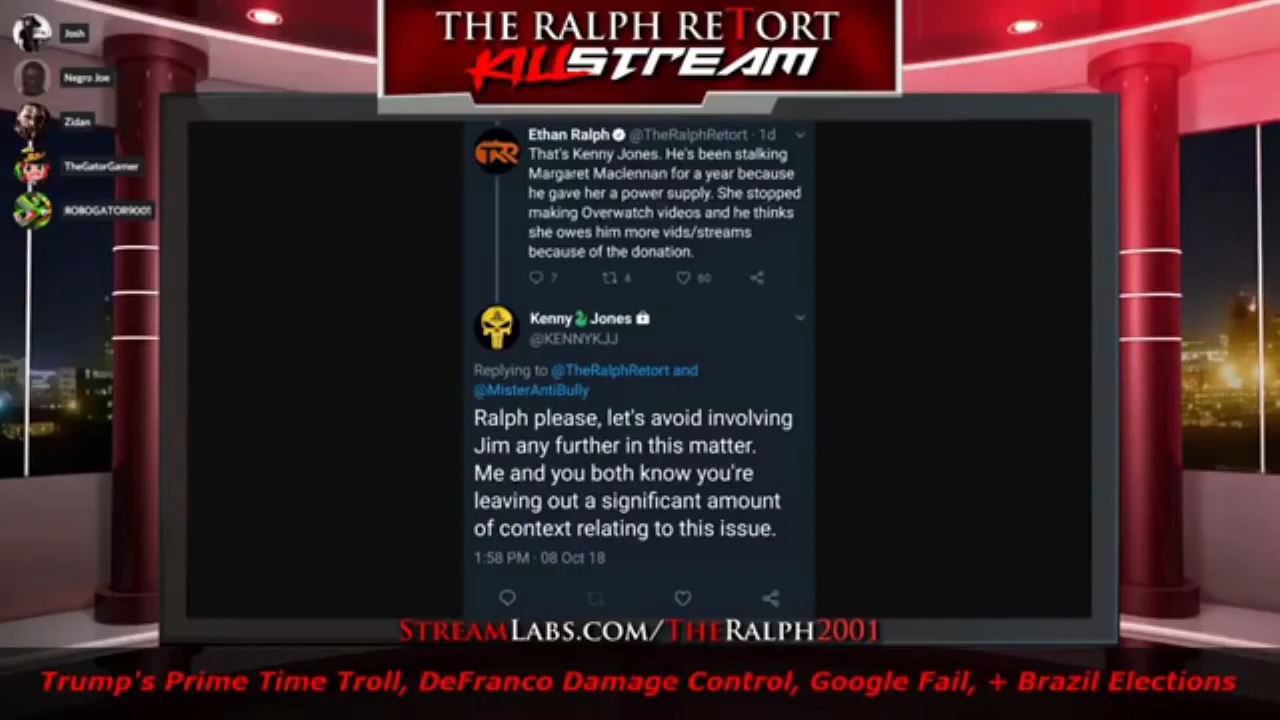 THE RALPH RETORT
KILLSTREAM
Josh
Negro Joe
Zidan
TheGatorGamer
ROBOGATOR9001
Ethan Ralph @TheRalphRetort · 1d
That's Kenny Jones. He's been stalking
Margaret Maclennan for a year because
he gave her a power supply. She stopped
making Overwatch videos and he thinks
she owes him more vids/streams
because of the donation.
7 4 60
Kenny Jones
@KENNYKJJ
Replying to @TheRalphRetort and
@MisterAntiBully
Ralph please, let's avoid involving
Jim any further in this matter.
Me and you both know you're
leaving out a significant amount
of context relating to this issue.
1:58 PM · 08 Oct 18
STREAMLABS.COM/THERALPH2001
Trump's Prime Time Troll, DeFranco Damage Control, Google Fail, + Brazil Elections